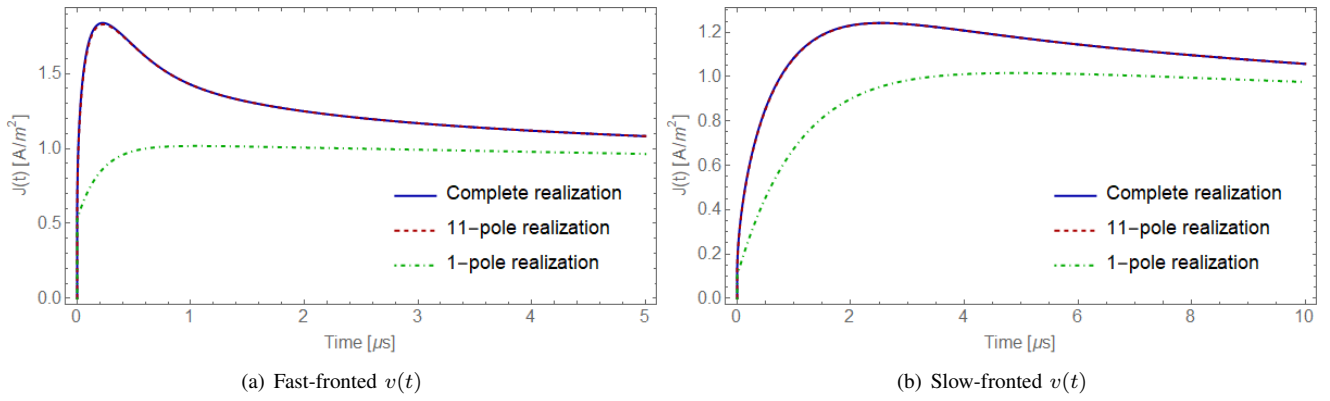 J(t) [ A/m²]
1.5
1.0
0.5
0.0
Complete realization
11−pole realization
1−pole realization
0 1 2 3 4 5
Time [μs]
(a) Fast-fronted v(t)
J(t) [ A/m²]
1.2
1.0
0.8
0.6
0.4
0.2
0.0
Complete realization
11−pole realization
1−pole realization
0 2 4 6 8 10
Time [μs]
(b) Slow-fronted v(t)